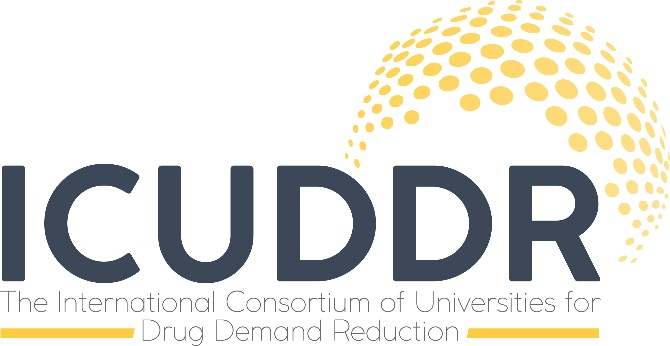 ICUDDR
The International Consortium of Universities for
Drug Demand Reduction